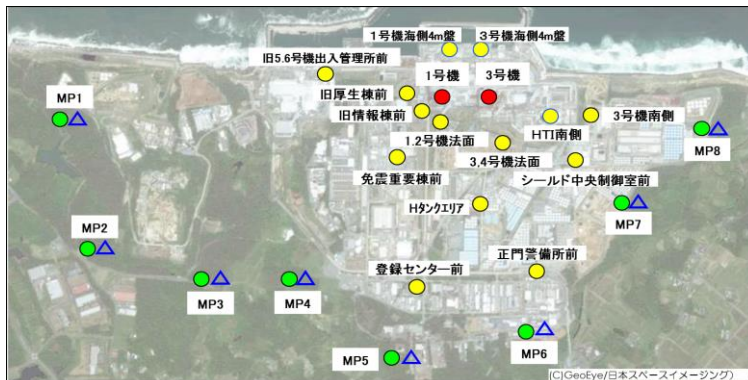 1号機海側4m盤
3号機海側4m盤
旧5.6号機出入管理所前
1号機
3号機
MP1
旧厚生棟前
旧情報棟前
3号機南側
HTI南側
MP8
1.2号機法面
3.4号機法面
免震重要棟前
シールド中央制御室前
Hタンクエリア
MP7
MP2
正門警備所前
登録センター前
MP3
MP4
MP6
MP5
(C)GeoEye/日本スペースイメージング)